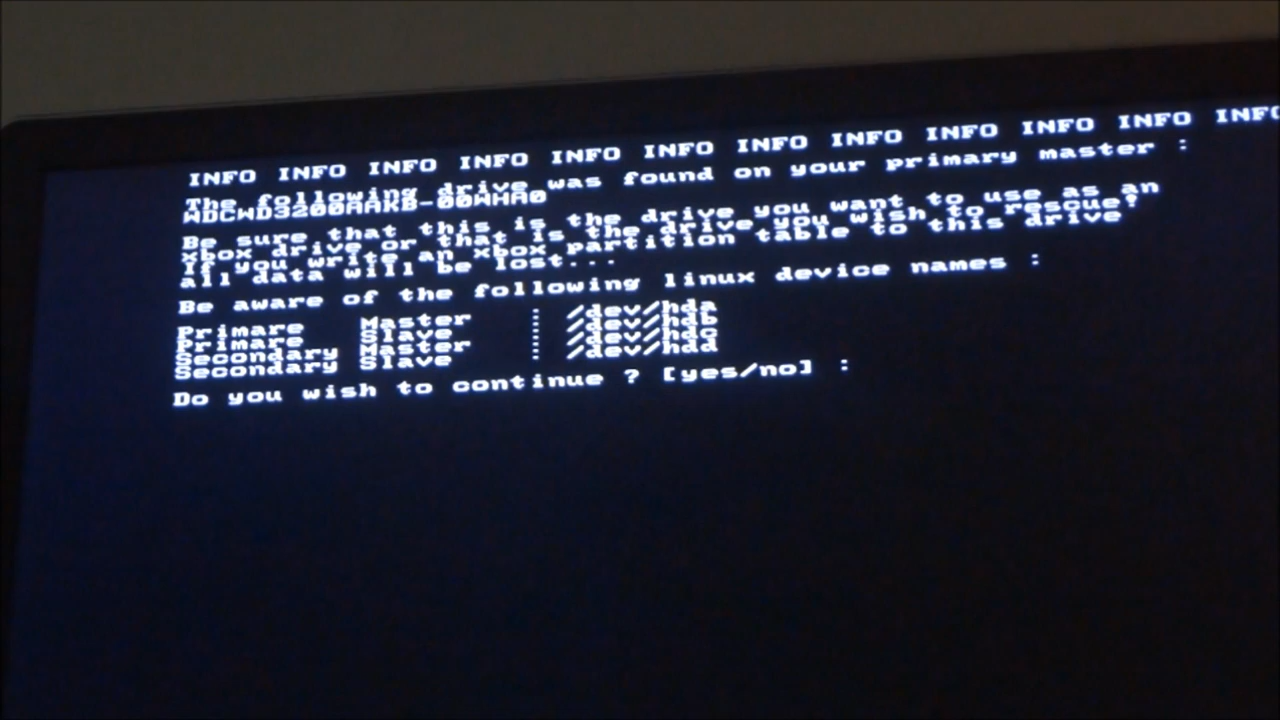 INFO INFO INFO INFO INFO INFO INFO INFO INFO INFO INFO INFO
The following drive was found on your primary master :
WDCWD3200AAKB-00WHA0
Be sure that this is the drive you want to use as an
xbox drive or that is the drive you wish to rescue?
If you write an xbox partition table to this drive
all data will be lost...
Be aware of the following linux device names :
Primare Master : /dev/hda
Primare Slave : /dev/hdb
Secondary Master : /dev/hdc
Secondary Slave : /dev/hdd
Do you wish to continue ? [yes/no] :